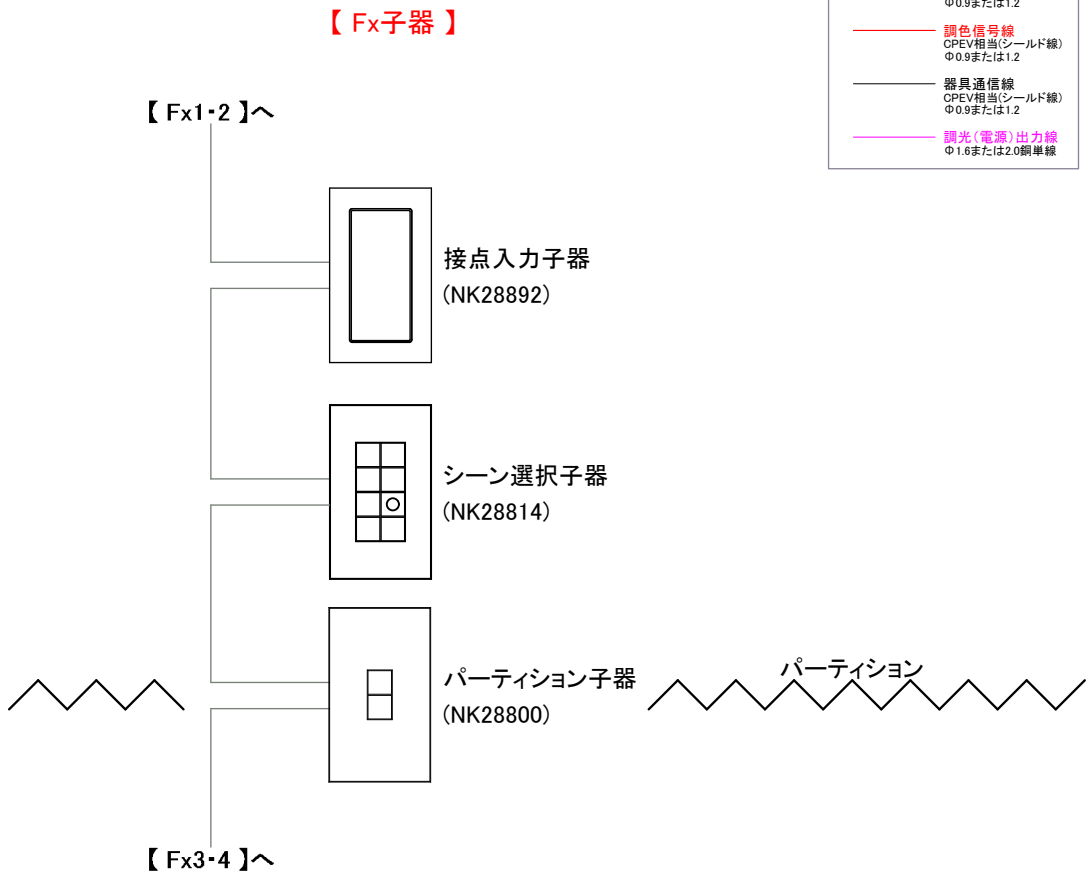 【 Fx子器 】
Φ0.9または1.2
調色信号線
CPEV相当(シールド線)
Φ0.9または1.2
器具通信線
CPEV相当(シールド線)
Φ0.9または1.2
調光(電源)出力線
Φ1.6または2.0銅単線
【 Fx1・2 】へ
接点入力子器
(NK28892)
シーン選択子器
(NK28814)
パーティション子器
(NK28800)
パーティション
【 Fx3・4 】へ